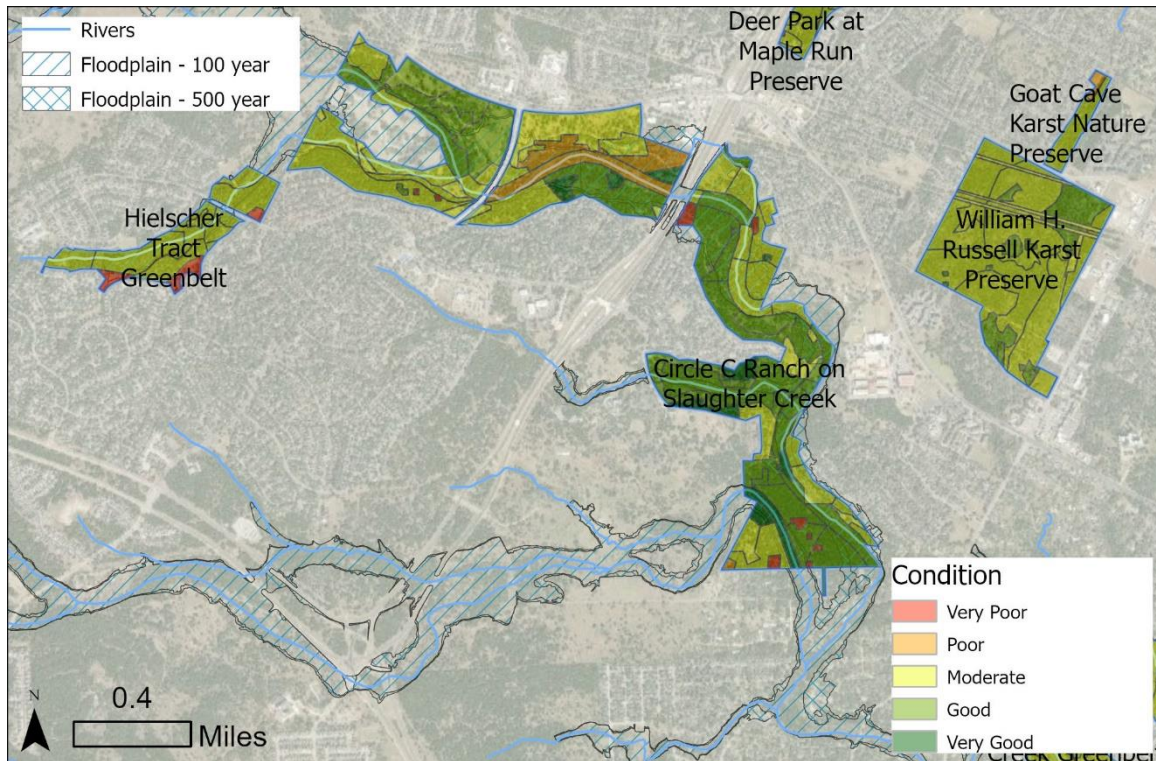 Rivers
Floodplain - 100 year
Floodplain - 500 year
Deer Park at
Maple Run
Preserve
Goat Cave
Karst Nature
Preserve
Hielscher
Tract
Greenbelt
William H.
Russell Karst
Preserve
Circle C Ranch on
Slaughter Creek
Condition
Very Poor
Poor
Moderate
Good
Very Good
N
0.4
Miles
Creek Greenbelt